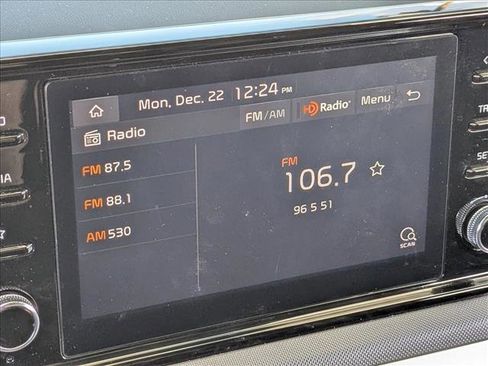 Mon, Dec. 22 12:24 PM
FM/AM HD Radio Menu
Radio
FM 87.5
FM 88.1
AM 530
FM
106.7
96 5 51
SCAN